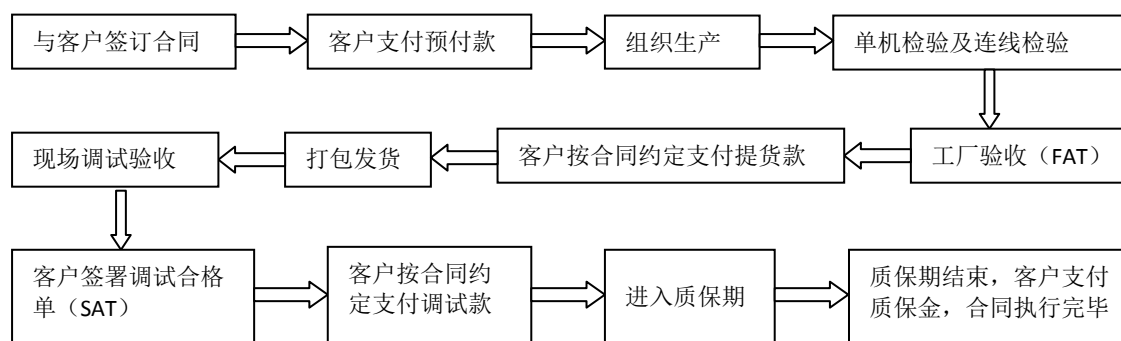 与客户签订合同
客户支付预付款
组织生产
单机检验及连线检验
工厂验收（FAT）
客户按合同约定支付提货款
打包发货
现场调试验收
客户签署调试合格
单（SAT）
客户按合同约
定支付调试款
进入质保期
质保期结束，客户支付
质保金，合同执行完毕